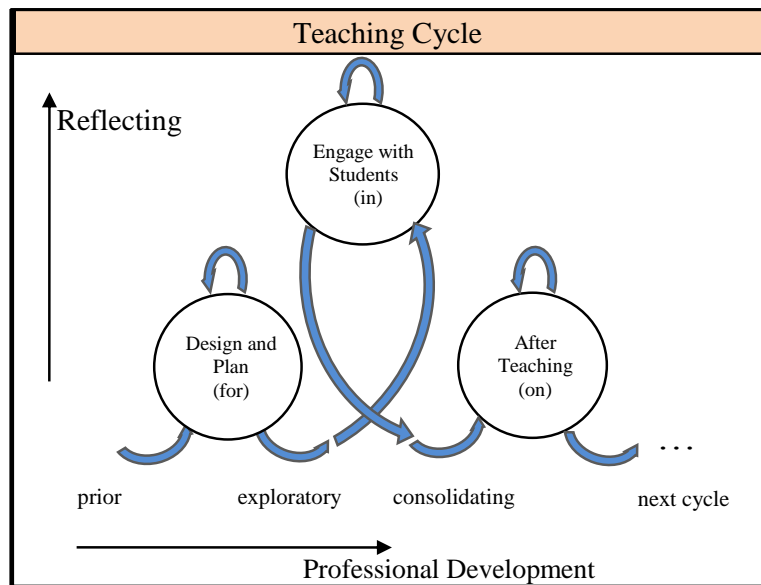 Teaching Cycle
Reflecting
Engage with
Students
(in)
Design and
Plan
(for)
After
Teaching
(on)
...
prior
exploratory
consolidating
next cycle
Professional Development